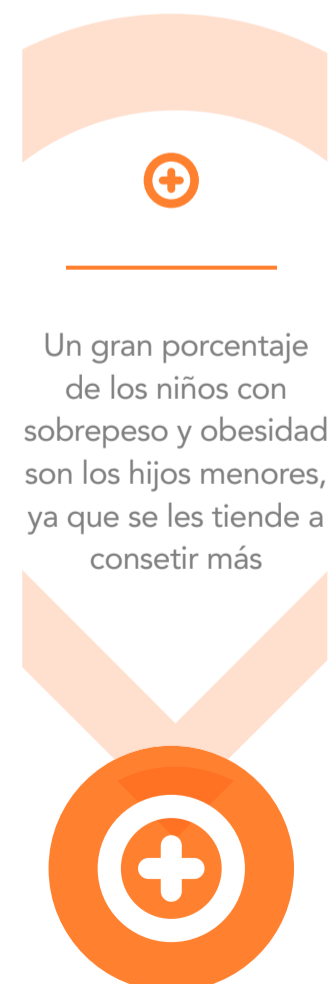 Un gran porcentaje
de los niños con
sobrepeso y obesidad
son los hijos menores,
ya que se les tiende a
consetir más